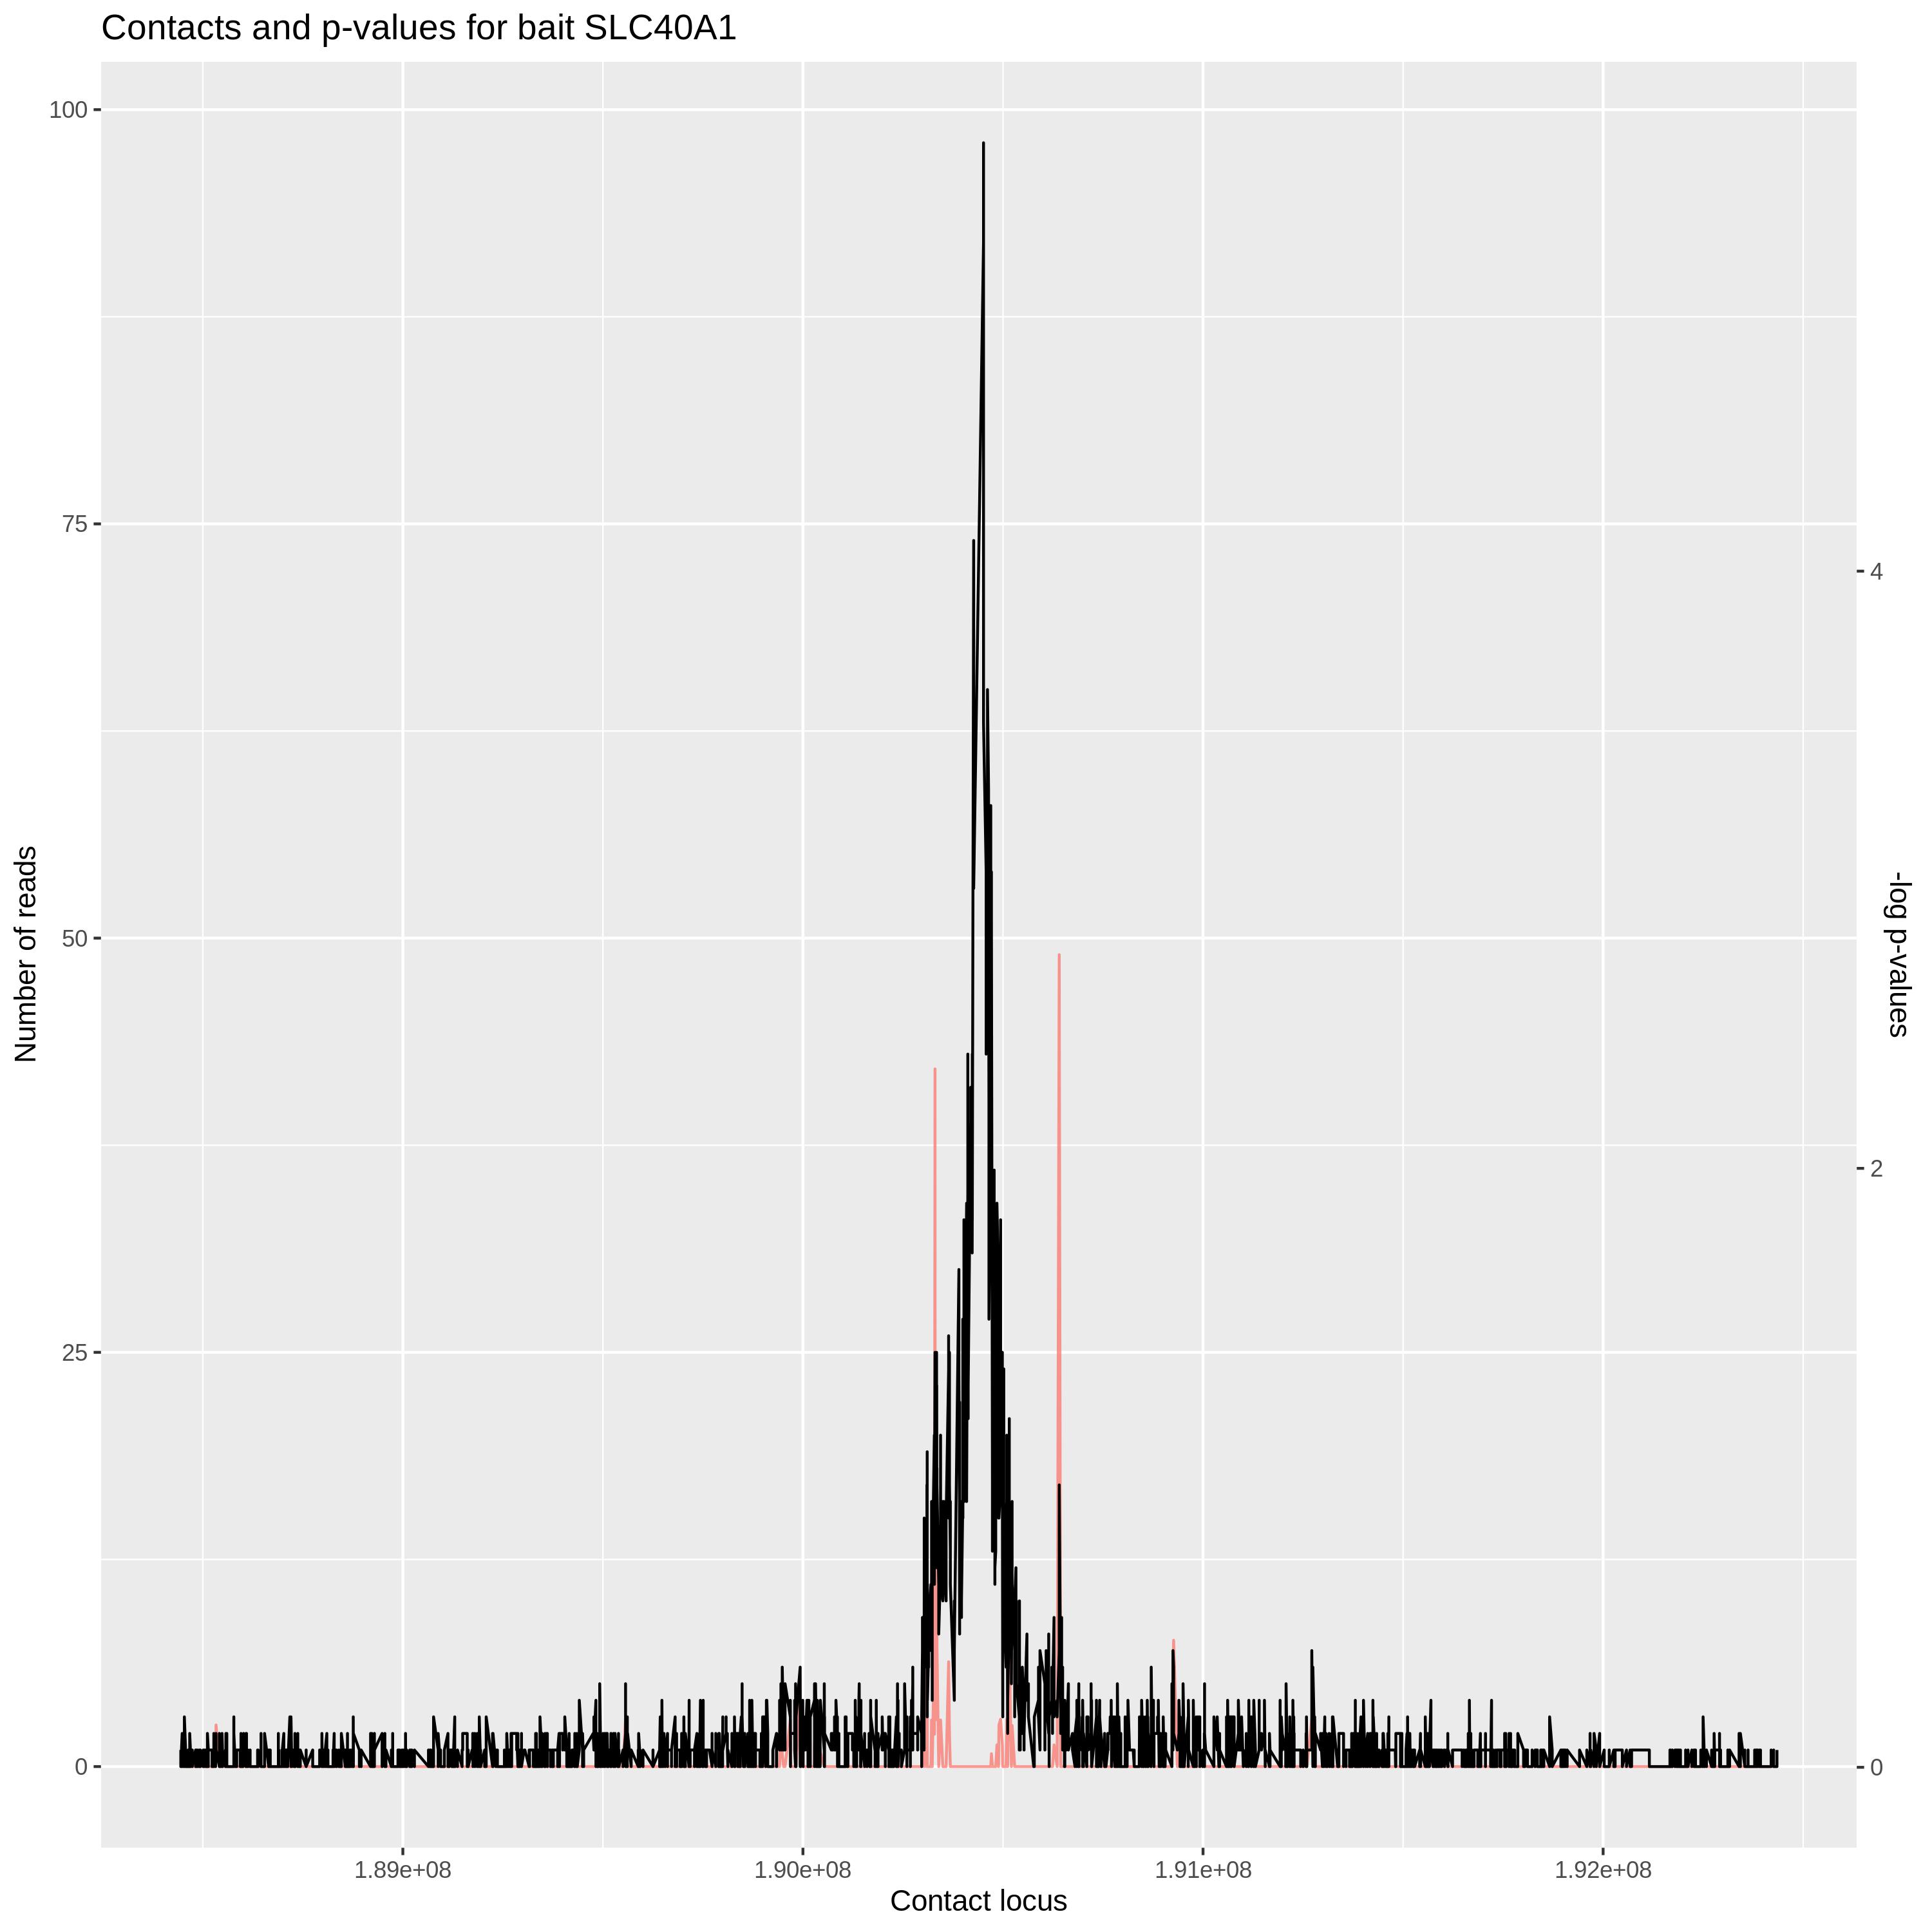 Contacts and p-values for bait SLC40A1
100
75
50
25
0
Number of reads
4
2
0
-log p-values
1.89e+08
1.90e+08
1.91e+08
1.92e+08
Contact locus